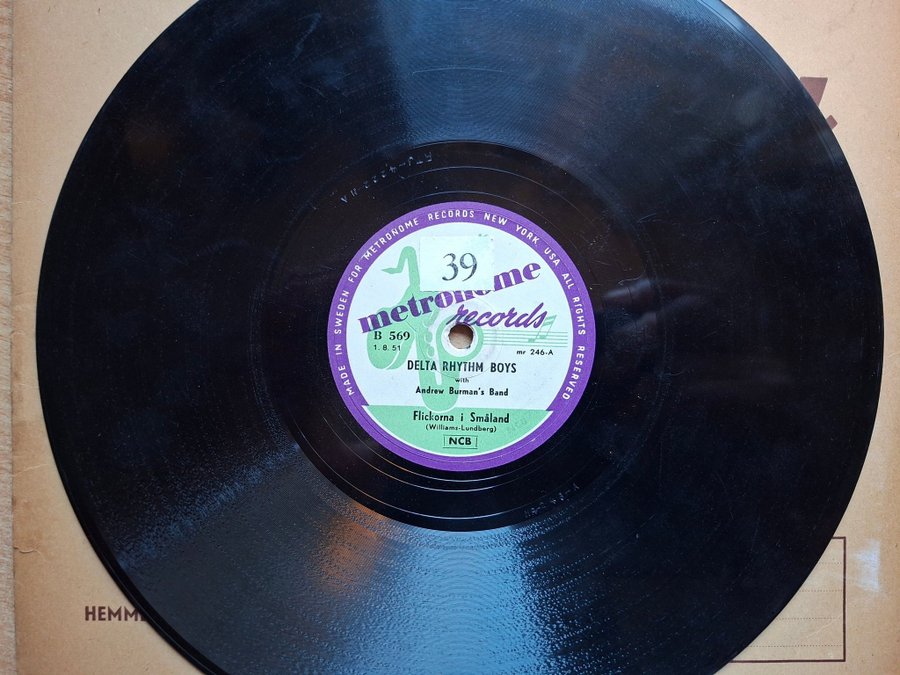 MADE IN SWEDEN FOR METRONOME RECORDS NEW YORK USA ALL RIGHTS RESERVED
39
metronome
records
B 569
1.8.51
mr 246-A
DELTA RHYTHM BOYS
with
Andrew Burman's Band
Flickorna i Småland
(Williams-Lundberg)
NCB